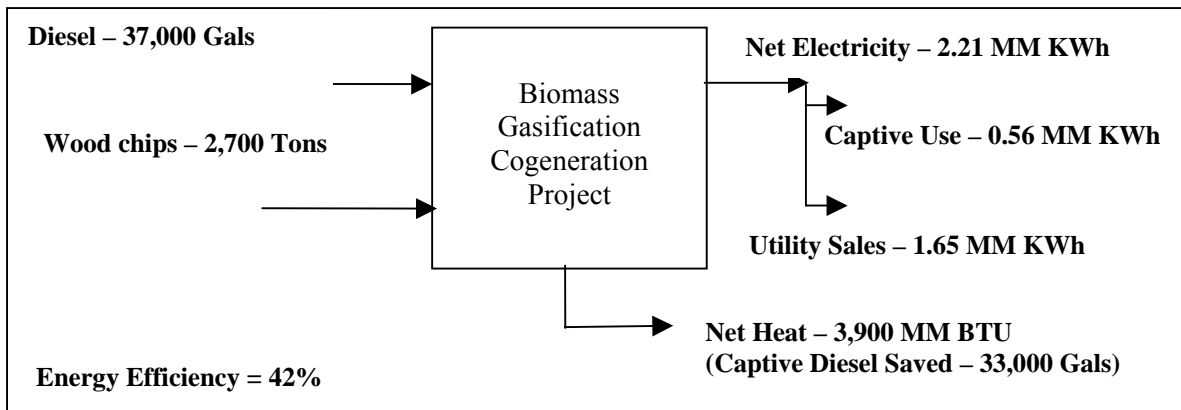 Diesel – 37,000 Gals
Wood chips – 2,700 Tons
Biomass
Gasification
Cogeneration
Project
Net Electricity – 2.21 MM KWh
Captive Use – 0.56 MM KWh
Utility Sales – 1.65 MM KWh
Net Heat – 3,900 MM BTU
(Captive Diesel Saved – 33,000 Gals)
Energy Efficiency = 42%